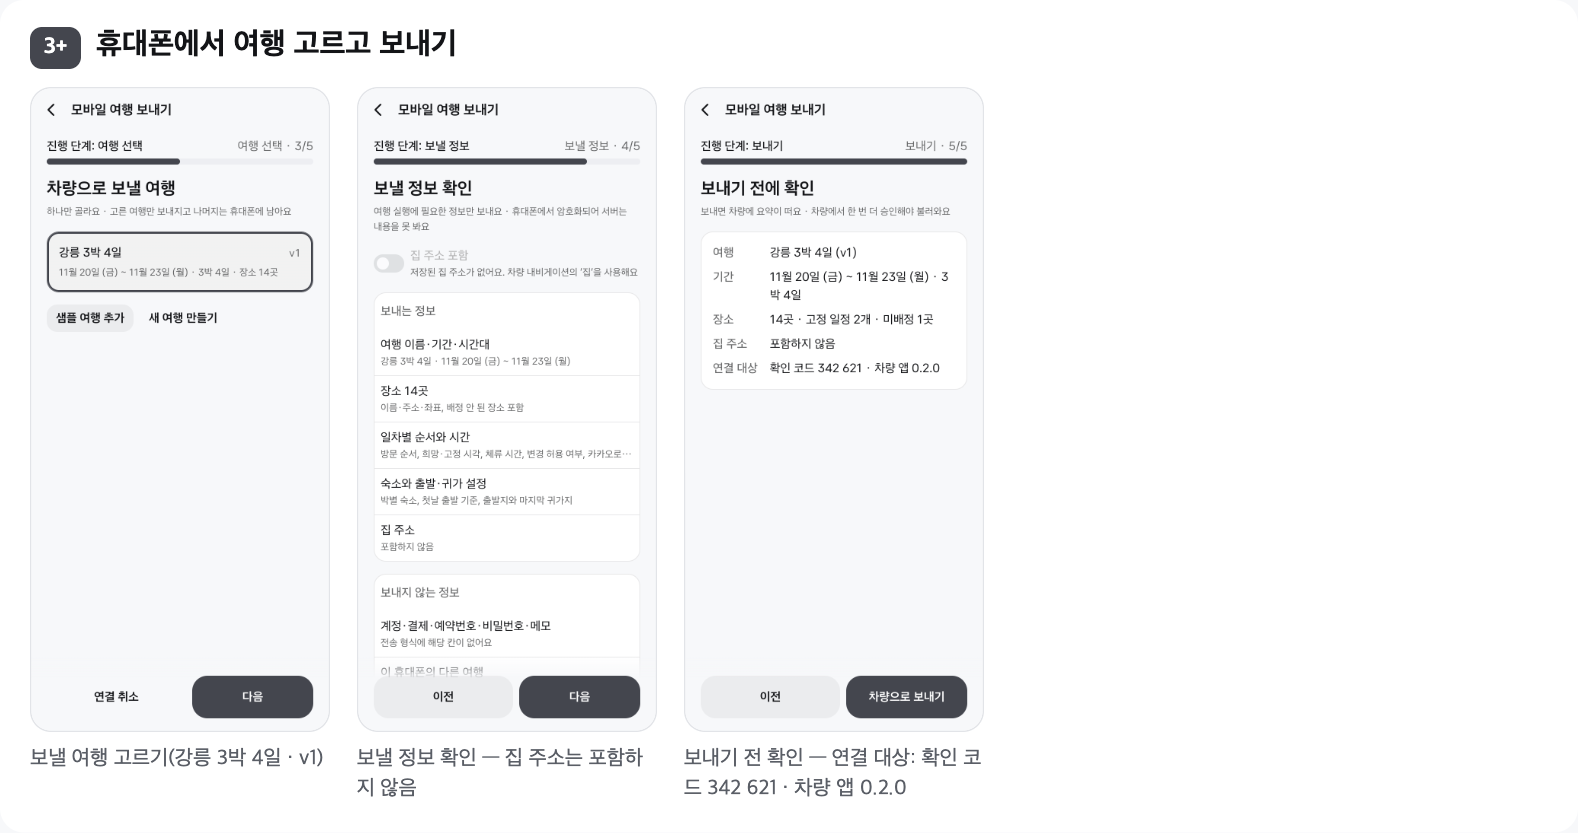 3+ 휴대폰에서 여행 고르고 보내기
모바일 여행 보내기
진행 단계: 여행 선택
여행 선택 · 3/5
차량으로 보낼 여행
하나만 골라요 · 고른 여행만 보내지고 나머지는 휴대폰에 남아요
강릉 3박 4일
v1
11월 20일 (금) ~ 11월 23일 (월) · 3박 4일 · 장소 14곳
샘플 여행 추가
새 여행 만들기
연결 취소
다음
보낼 여행 고르기(강릉 3박 4일 · v1)
모바일 여행 보내기
진행 단계: 보낼 정보
보낼 정보 · 4/5
보낼 정보 확인
여행 실행에 필요한 정보만 보내요 · 휴대폰에서 암호화되어 서버는
내용을 못 봐요
집 주소 포함
저장된 집 주소가 없어요. 차량 내비게이션의 '집'을 사용해요
보내는 정보
여행 이름·기간·시간대
강릉 3박 4일 · 11월 20일 (금) ~ 11월 23일 (월)
장소 14곳
이름·주소·좌표, 배정 안 된 장소 포함
일차별 순서와 시간
방문 순서, 희망·고정 시각, 체류 시간, 변경 허용 여부, 카카오로…
숙소와 출발·귀가 설정
박별 숙소, 첫날 출발 기준, 출발지와 마지막 귀가지
집 주소
포함하지 않음
보내지 않는 정보
계정·결제·예약번호·비밀번호·메모
전송 형식에 해당 칸이 없어요
이 휴대폰의 다른 여행
이전
다음
보낼 정보 확인 — 집 주소는 포함하
지 않음
모바일 여행 보내기
진행 단계: 보내기
보내기 · 5/5
보내기 전에 확인
보내면 차량에 요약이 떠요 · 차량에서 한 번 더 승인해야 불러와요
여행 강릉 3박 4일 (v1)
기간 11월 20일 (금) ~ 11월 23일 (월) · 3
박 4일
장소 14곳 · 고정 일정 2개 · 미배정 1곳
집 주소 포함하지 않음
연결 대상 확인 코드 342 621 · 차량 앱 0.2.0
이전
차량으로 보내기
보내기 전 확인 — 연결 대상: 확인 코
드 342 621 · 차량 앱 0.2.0